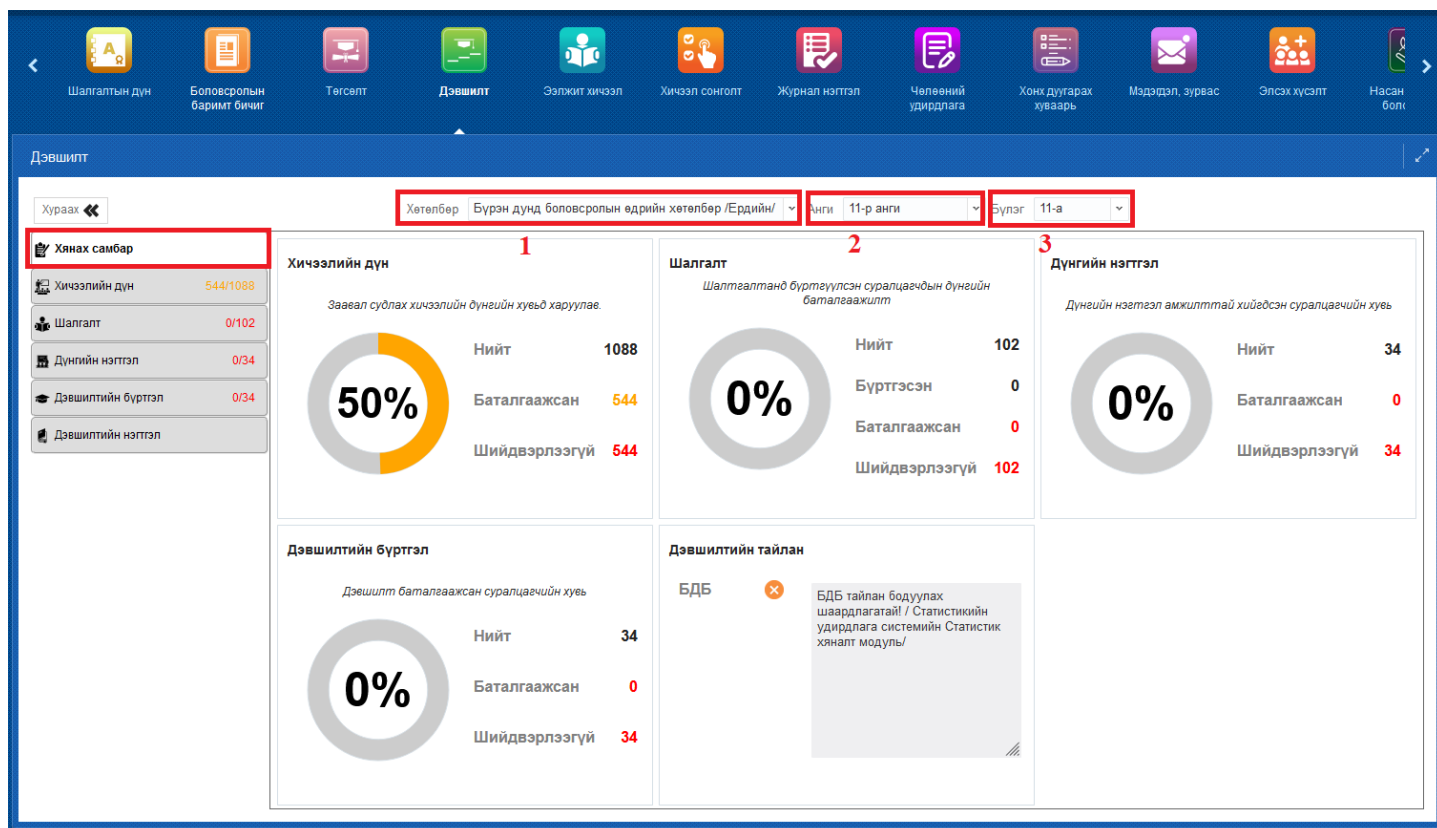 Шалгалтын дүн
Боловсролын
баримт бичиг
Төгсөлт
Дэвшилт
Ээлжит хичээл
Хичээл сонголт
Журнал нэгтгэл
Чөлөөний
удирдлага
Хонх дуугарах
хуваарь
Мэдэгдэл, зурвас
Элсэх хүсэлт
Насан
боло
Дэвшилт
Хураах
Хөтөлбөр Бүрэн дунд боловсролын өдрийн хөтөлбөр /Ердийн/ Анги 11-р анги Бүлэг 11-а
1 2 3
Хянах самбар
Хичээлийн дүн 544/1088
Шалгалт 0/102
Дүнгийн нэгтгэл 0/34
Дэвшилтийн бүртгэл 0/34
Дэвшилтийн нэгтгэл
Хичээлийн дүн
Заавал судлах хичээлийн дүнгийн хувьд харуулав.
50%
Нийт 1088
Баталгаажсан 544
Шийдвэрлээгүй 544
Шалгалт
Шалтгалтанд бүртгүүлсэн суралцагчдын дүнгийн
баталгаажилт
0%
Нийт 102
Бүртгэсэн 0
Баталгаажсан 0
Шийдвэрлээгүй 102
Дүнгийн нэгтгэл
Дүнгийн нэгтгэл амжилттай хийгдсэн суралцагчийн хувь
0%
Нийт 34
Баталгаажсан 0
Шийдвэрлээгүй 34
Дэвшилтийн бүртгэл
Дэвшилт баталгаажсан суралцагчийн хувь
0%
Нийт 34
Баталгаажсан 0
Шийдвэрлээгүй 34
Дэвшилтийн тайлан
БДБ
БДБ тайлан бодуулах
шаардлагатай! / Статистикийн
удирдлага системийн Статистик
хяналт модуль/